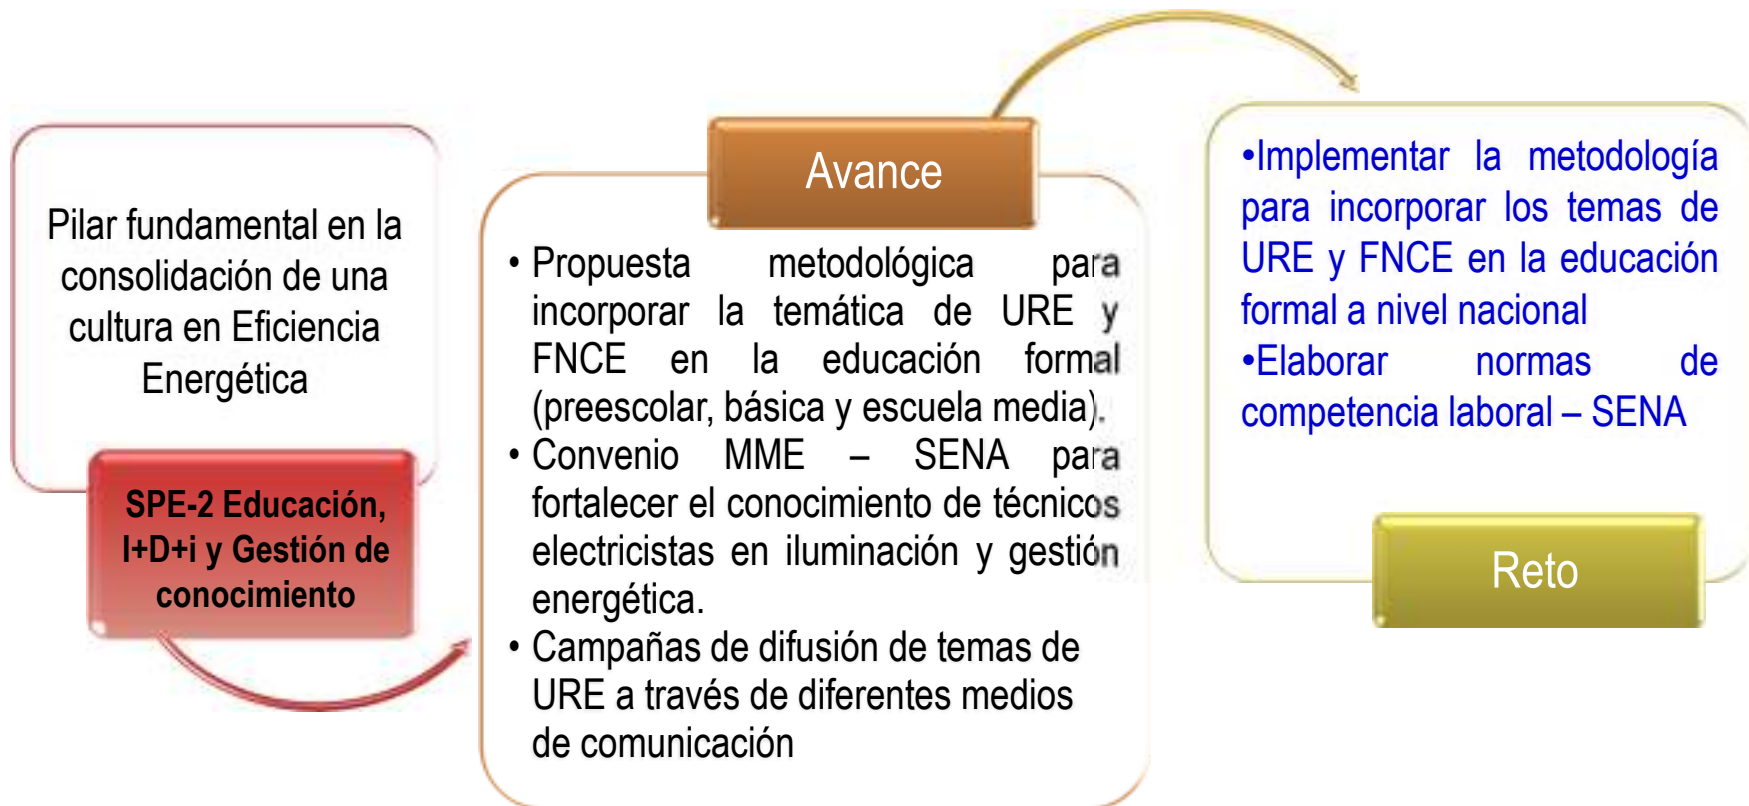 Pilar fundamental en la
consolidación de una
cultura en Eficiencia
Energética
SPE-2 Educación,
I+D+i y Gestión de
conocimiento
Avance
• Propuesta metodológica para
incorporar la temática de URE y
FNCE en la educación formal
(preescolar, básica y escuela media).
• Convenio MME – SENA para
fortalecer el conocimiento de técnicos
electricistas en iluminación y gestión
energética.
• Campañas de difusión de temas de
URE a través de diferentes medios
de comunicación
•Implementar la metodología
para incorporar los temas de
URE y FNCE en la educación
formal a nivel nacional
•Elaborar normas de
competencia laboral – SENA
Reto